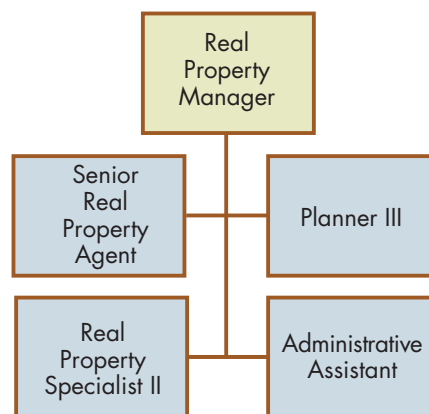 Real
Property
Manager
Senior
Real
Property
Agent
Planner III
Real
Property
Specialist II
Administrative
Assistant